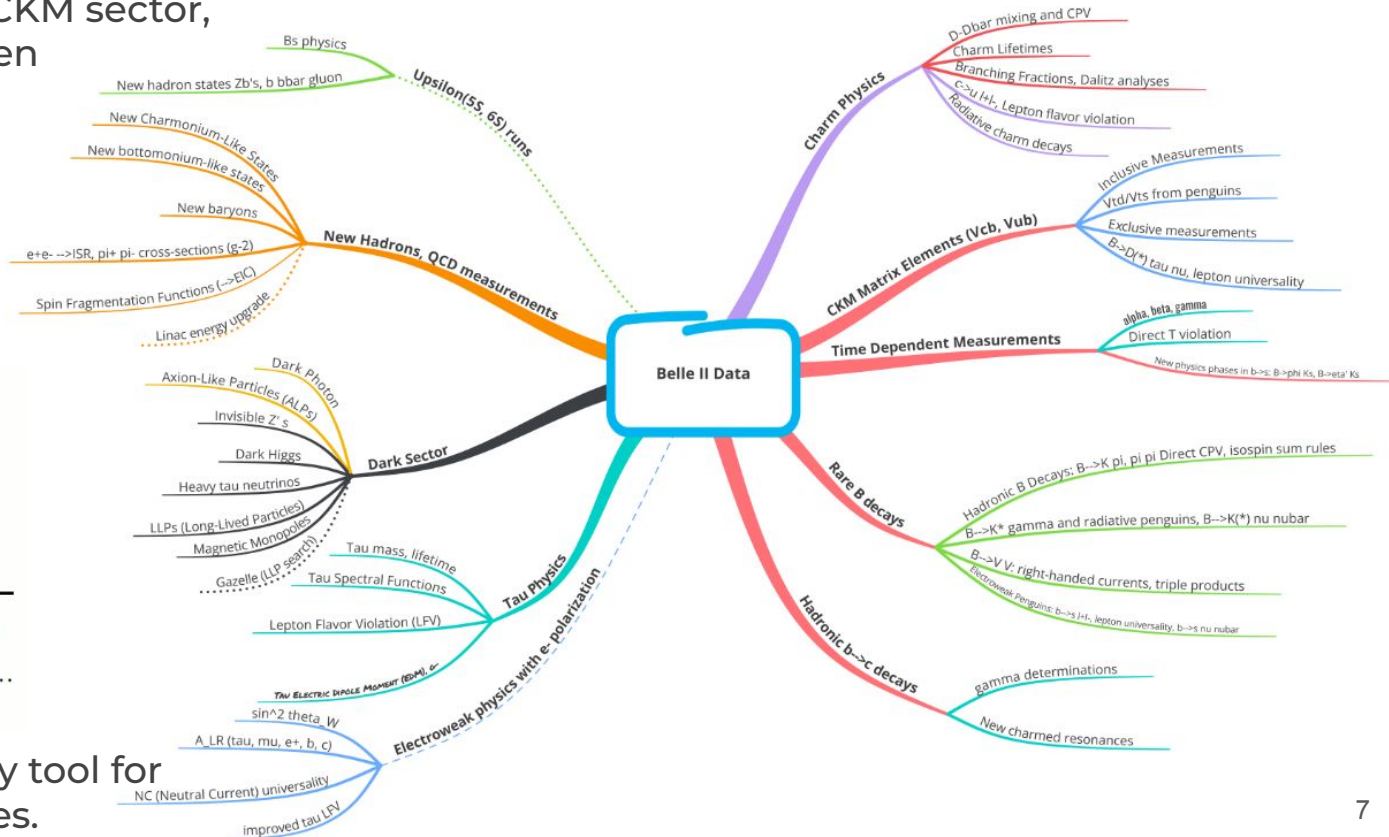 CKM sector,
en
Bs physics
New hadron states Zb's, b bbar gluon
Upsilon(5S, 6S) runs
New Charmonium-Like States
New bottomonium-like states
New baryons
e+e- -->ISR, pi+ pi- cross-sections (g-2)
Spin Fragmentation Functions (-->EIC)
Linac energy upgrade
New Hadrons, QCD measurements
Dark Photon
Axion-Like Particles (ALPs)
Invisible Z' s
Dark Higgs
Heavy tau neutrinos
LLPs (Long-Lived Particles)
Magnetic Monopoles
Gazelle (LLP search)
Dark Sector
Tau mass, lifetime
Tau Spectral Functions
Lepton Flavor Violation (LFV)
Tau Electric Dipole Moment (EDM), e-
Tau Physics
sin^2 theta_W
A_LR (tau, mu, e+, b, c)
NC (Neutral Current) universality
improved tau LFV
Electroweak physics with e- polarization
Belle II Data
Charm Physics
D-Dbar mixing and CPV
Charm Lifetimes
Branching Fractions, Dalitz analyses
c->u l+l-, Lepton flavor violation
Radiative charm decays
CKM Matrix Elements (Vcb, Vub)
Inclusive Measurements
Vtd/Vts from penguins
Exclusive measurements
B->D(*) tau nu, lepton universality
Time Dependent Measurements
alpha, beta, gamma
Direct T violation
New physics phases in b->s: B->phi Ks, B->eta' Ks
Rare B decays
Hadronic B Decays: B-->K pi, pi pi Direct CPV, isospin sum rules
B-->K* gamma and radiative penguins, B-->K(*) nu nubar
B-->V V: right-handed currents, triple products
Electroweak Penguins: b-->s l+l-, lepton universality, b-->s nu nubar
Hadronic b-->c decays
gamma determinations
New charmed resonances
..
y tool for
es.
7